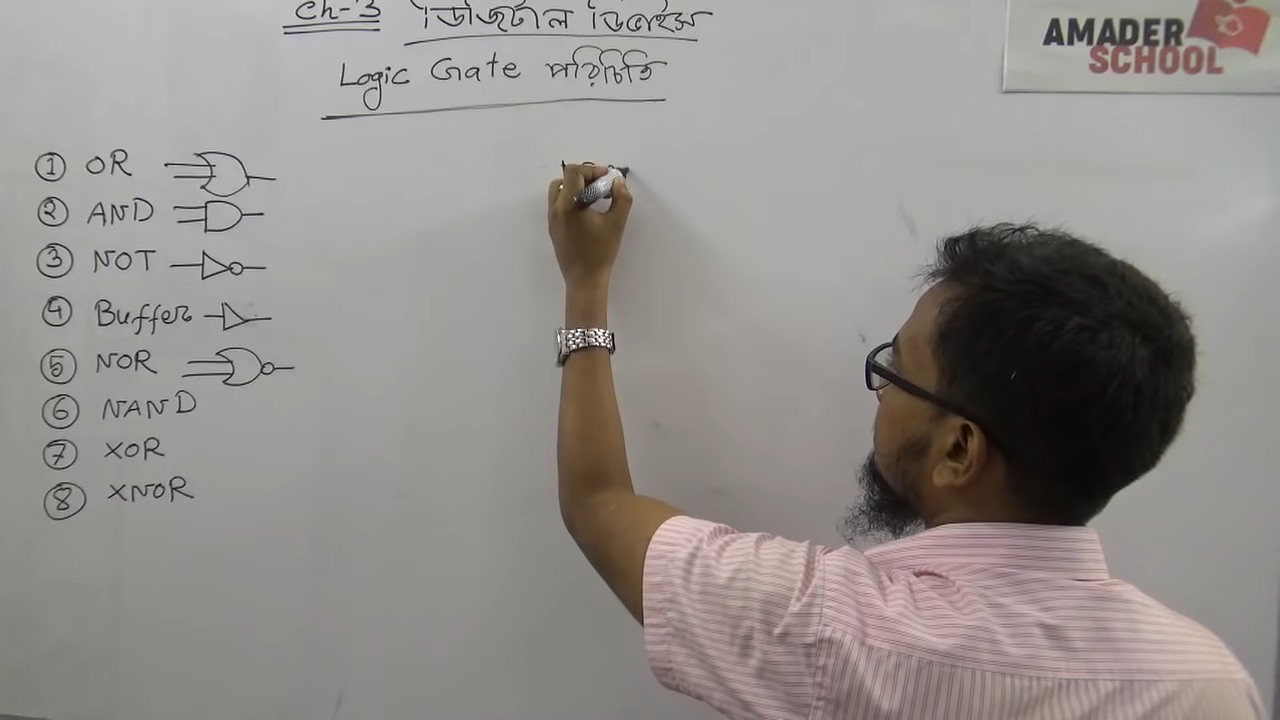 ch-3 ডিজিটাল ডিভাইস
Logic Gate পরিচিতি
AMADER
SCHOOL
① OR
② AND
③ NOT
④ Buffer
⑤ NOR
⑥ NAND
⑦ XOR
⑧ XNOR